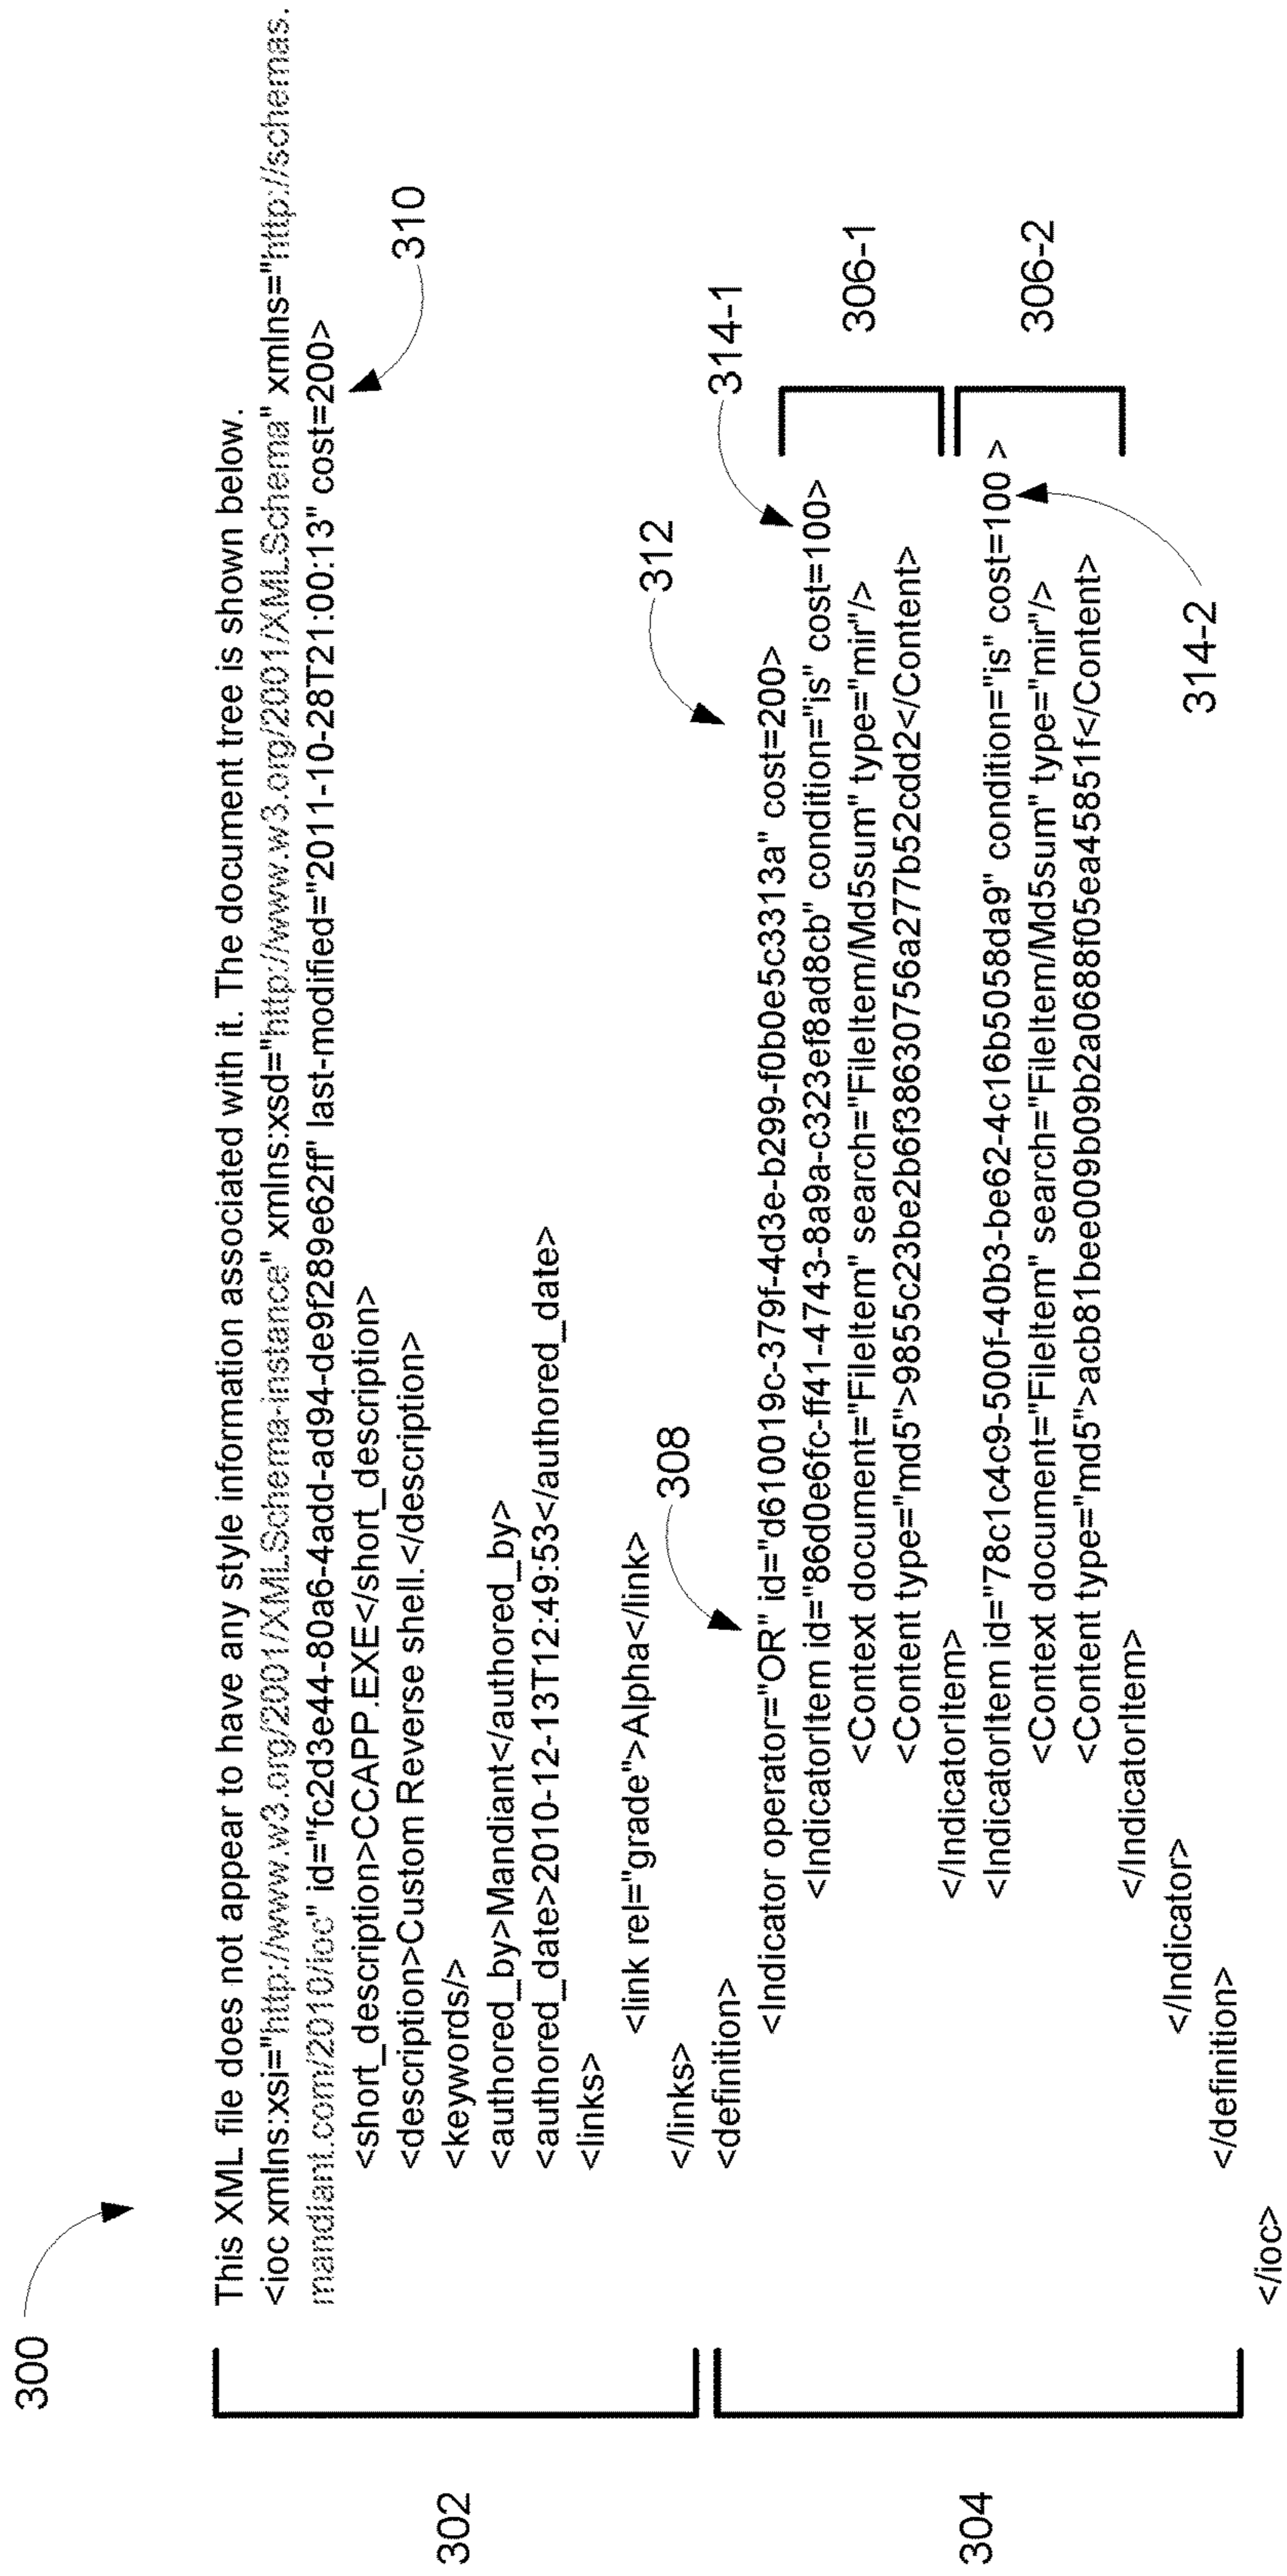 300
This XML file does not appear to have any style information associated with it. The document tree is shown below.
<ioc xmlns:xsi="http://www.w3.org/2001/XMLSchema-instance" xmlns:xsd="http://www.w3.org/2001/XMLSchema" xmlns="http://schemas.
mandiant.com/2010/ioc" id="fc2d3e44-80a6-4add-ad94-de9f289e62ff" last-modified="2011-10-28T21:00:13" cost=200>
310
<short_description>CCAPP.EXE</short_description>
<description>Custom Reverse shell.</description>
302
<keywords/>
<authored_by>Mandiant</authored_by>
<authored_date>2010-12-13T12:49:53</authored_date>
<links>
<link rel="grade">Alpha</link>
312
308
</links>
314-1
<definition>
<Indicator operator="OR" id="d610019c-379f-4d3e-b299-f0b0e5c3313a" cost=200>
<IndicatorItem id="86d0e6fc-ff41-4743-8a9a-c323ef8ad8cb" condition="is" cost=100>
<Context document="FileItem" search="FileItem/Md5sum" type="mir"/>
306-1
<Content type="md5">9855c23be2b6f38630756a277b52cdd2</Content>
</IndicatorItem>
304
<IndicatorItem id="78c1c4c9-500f-40b3-be62-4c16b5058da9" condition="is" cost=100 >
<Context document="FileItem" search="FileItem/Md5sum" type="mir"/>
306-2
<Content type="md5">acb81bee009b09b2a0688f05ea45851f</Content>
</IndicatorItem>
314-2
</Indicator>
</definition>
</ioc>